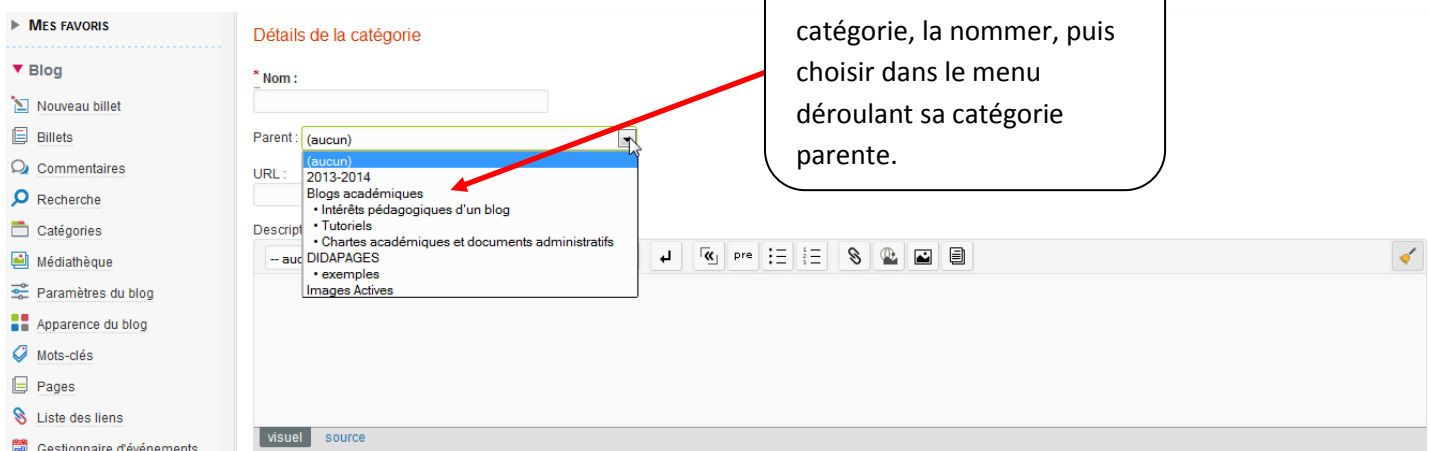 MES FAVORIS
Blog
Nouveau billet
Billets
Commentaires
Recherche
Catégories
Médiathèque
Paramètres du blog
Apparence du blog
Mots-clés
Pages
Liste des liens
Gestionnaire d'événements
Détails de la catégorie
* Nom :
Parent : (aucun)
(aucun)
2013-2014
Blogs académiques
• Intérêts pédagogiques d'un blog
• Tutoriels
• Chartes académiques et documents administratifs
DIDAPAGES
• exemples
Images Actives
URL :
Descript
-- auc
pre
visuel source
catégorie, la nommer, puis
choisir dans le menu
déroulant sa catégorie
parente.